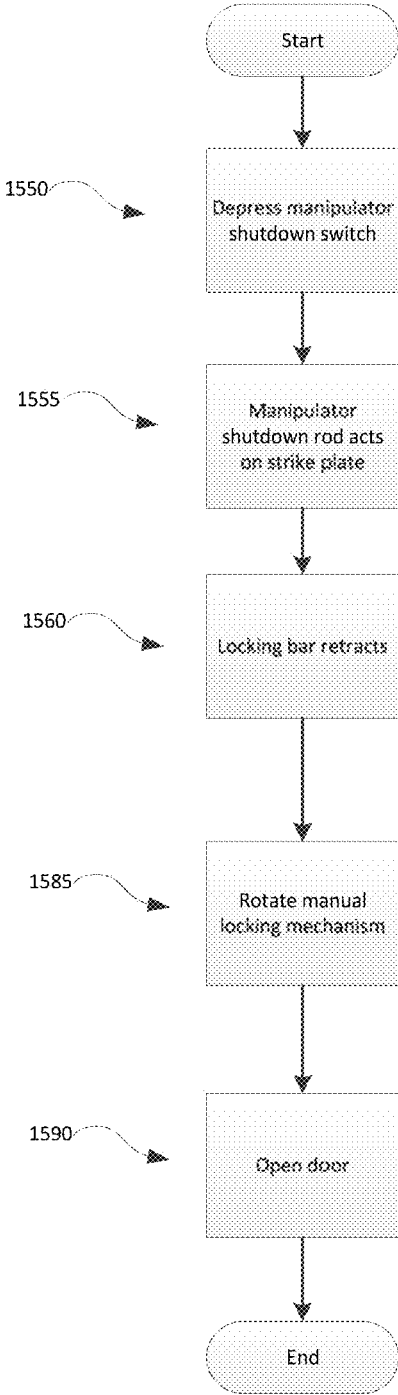 Start
1550
Depress manipulator
shutdown switch
1555
Manipulator
shutdown rod acts
on strike plate
1560
Locking bar retracts
1585
Rotate manual
locking mechanism
1590
Open door
End